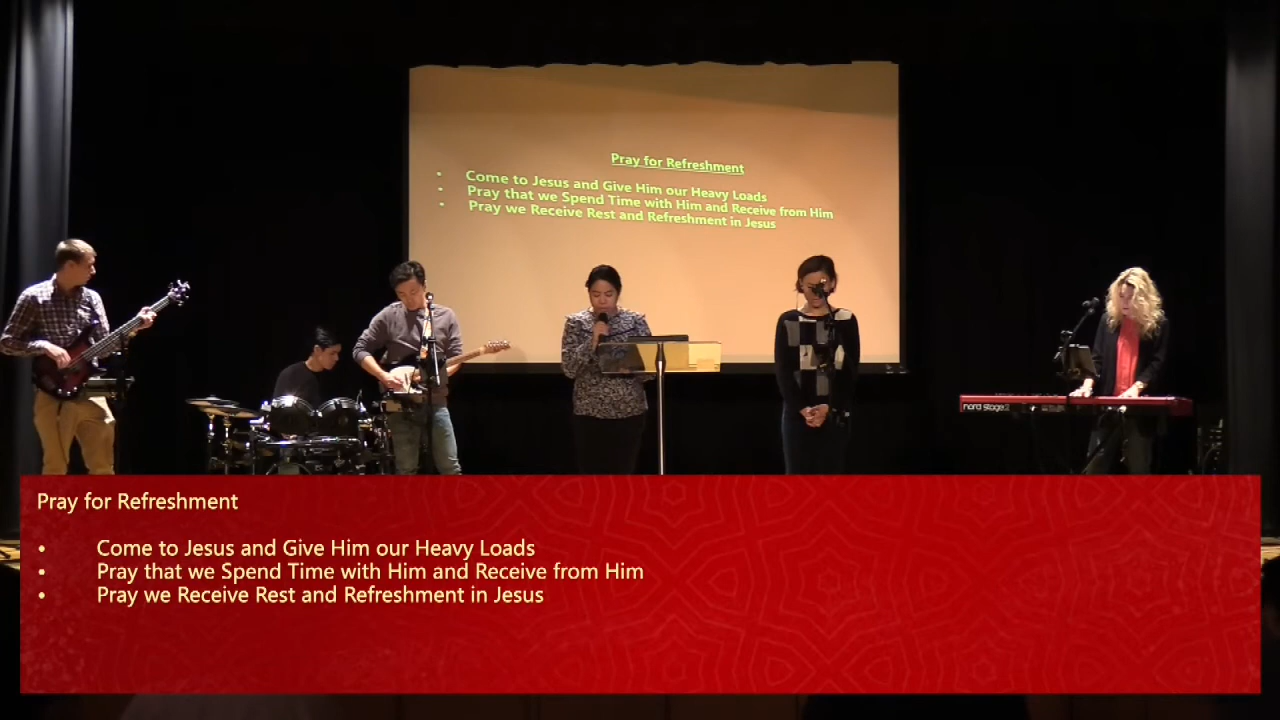 Pray for Refreshment
• Come to Jesus and Give Him our Heavy Loads
• Pray that we Spend Time with Him and Receive from Him
• Pray we Receive Rest and Refreshment in Jesus
nord stage 2
Pray for Refreshment
• Come to Jesus and Give Him our Heavy Loads
• Pray that we Spend Time with Him and Receive from Him
• Pray we Receive Rest and Refreshment in Jesus